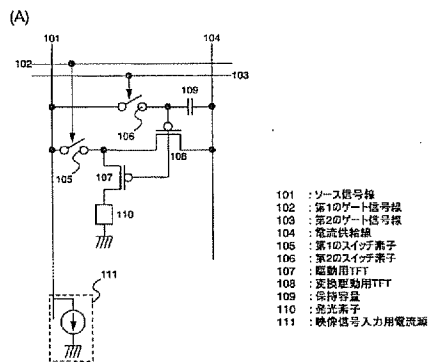 (A)
101
104
102
103
109
106
108
105
107
110
111
101 : ソース信号線
102 : 第1のゲート信号線
103 : 第2のゲート信号線
104 : 電流供給線
105 : 第1のスイッチ素子
106 : 第2のスイッチ素子
107 : 駆動用TFT
108 : 変換駆動用TFT
109 : 保持容量
110 : 発光素子
111 : 映像信号入力用電流源